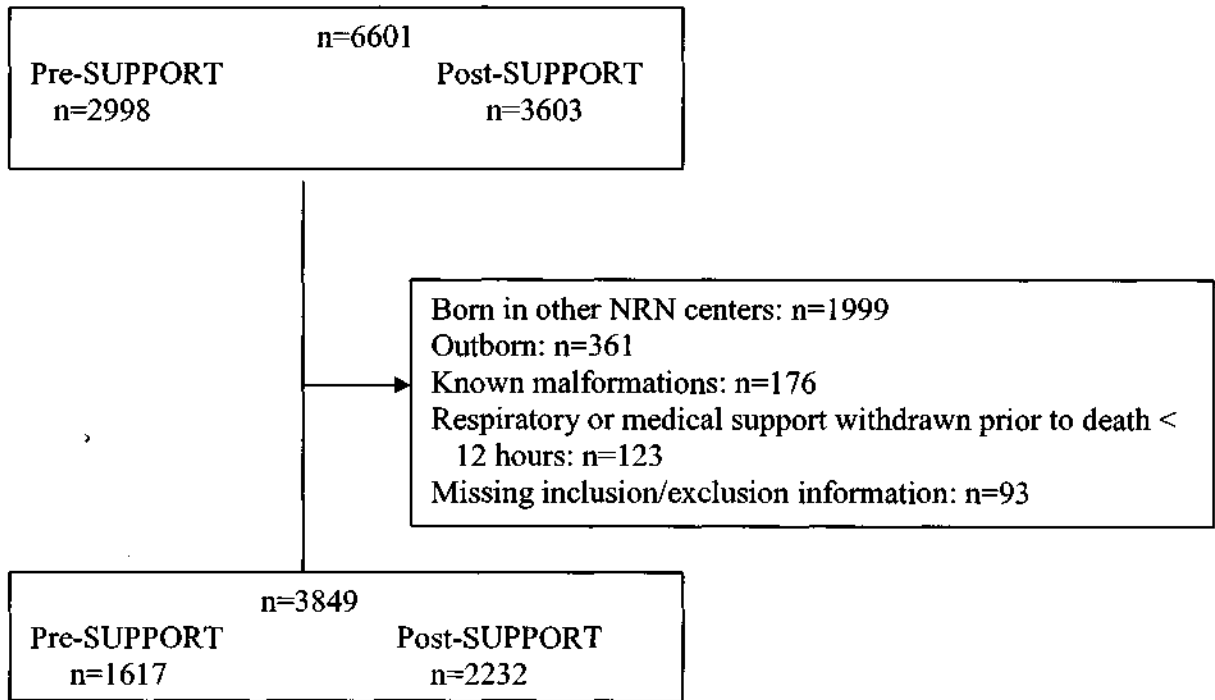 n=6601
Pre-SUPPORT Post-SUPPORT
n=2998 n=3603
Born in other NRN centers: n=1999
Outborn: n=361
Known malformations: n=176
Respiratory or medical support withdrawn prior to death <
12 hours: n=123
Missing inclusion/exclusion information: n=93
n=3849
Pre-SUPPORT Post-SUPPORT
n=1617 n=2232